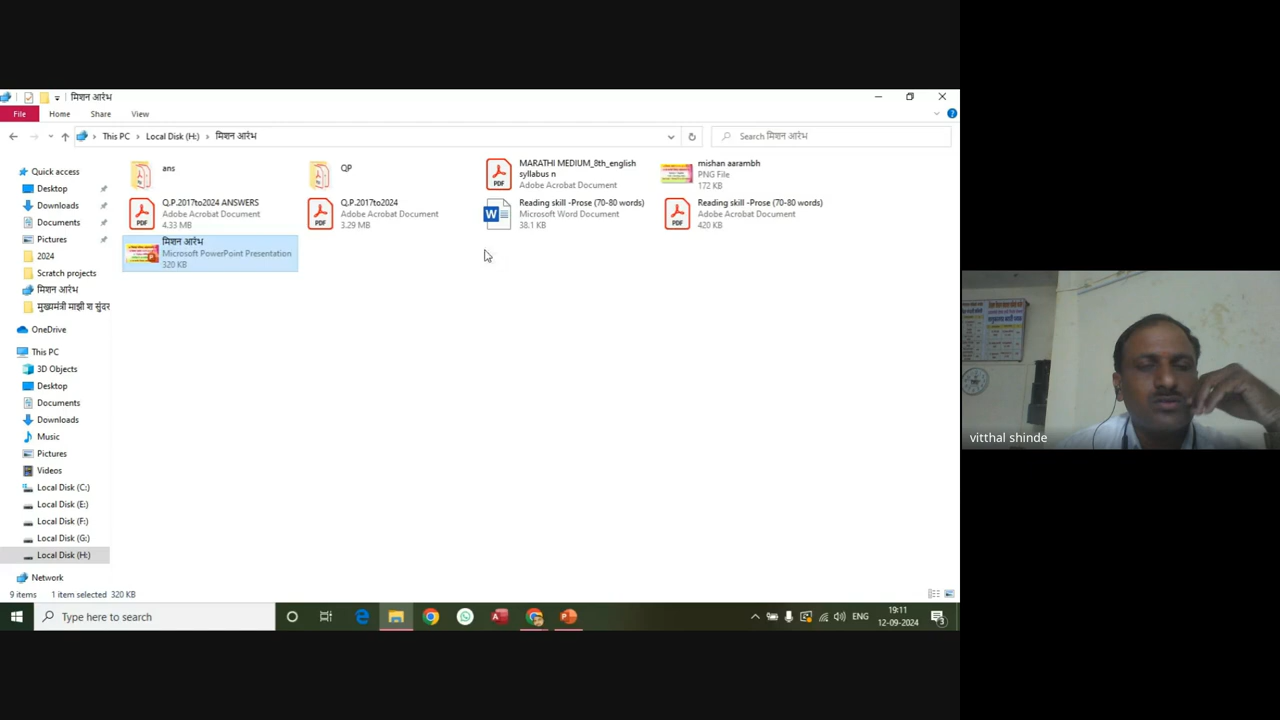 मिशन आरंभ
File
Home
Share
View
This PC
Local Disk (H:)
मिशन आरंभ
Search मिशन आरंभ
Quick access
Desktop
Downloads
Documents
Pictures
2024
Scratch projects
मिशन आरंभ
मुख्यमंत्री माझी श सुंदर
OneDrive
This PC
3D Objects
Desktop
Documents
Downloads
Music
Pictures
Videos
Local Disk (C:)
Local Disk (E:)
Local Disk (F:)
Local Disk (G:)
Local Disk (H:)
Network
ans
QP
MARATHI MEDIUM_8th_english
syllabus n
Adobe Acrobat Document
mishan aarambh
PNG File
172 KB
Q.P.2017to2024 ANSWERS
Adobe Acrobat Document
4.33 MB
Q.P.2017to2024
Adobe Acrobat Document
3.29 MB
Reading skill -Prose (70-80 words)
Microsoft Word Document
38.1 KB
Reading skill -Prose (70-80 words)
Adobe Acrobat Document
420 KB
मिशन आरंभ
Microsoft PowerPoint Presentation
320 KB
9 items
1 item selected 320 KB
Type here to search
ENG
19:11
12-09-2024
3
vitthal shinde